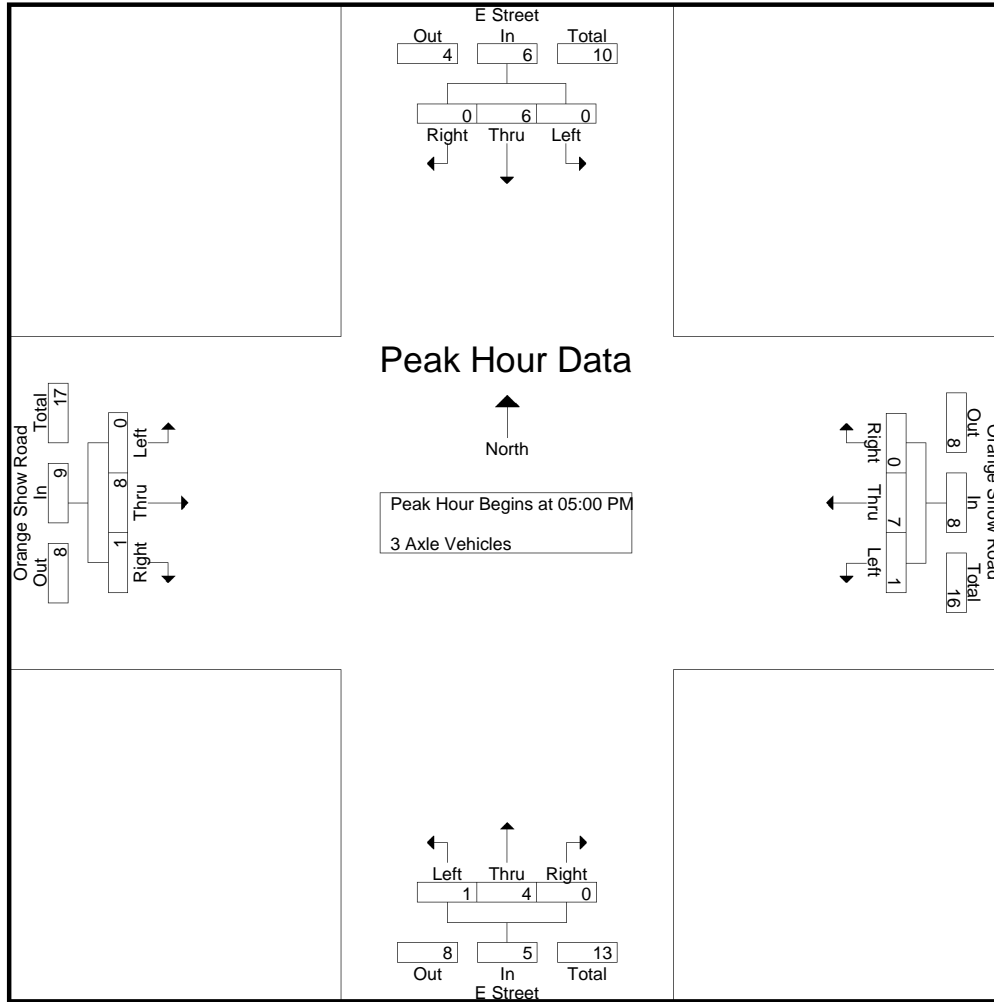 E Street
Out In Total
4 6 10
0 6 0
Right Thru Left
Peak Hour Data
North
Peak Hour Begins at 05:00 PM
3 Axle Vehicles
Orange Show Road
Out In Total
8 9 17
0 8 1
Left Thru Right
Orange Show Road
Out In Total
8 8 16
0 7 1
Right Thru Left
Left Thru Right
1 4 0
8 5 13
Out In Total
E Street